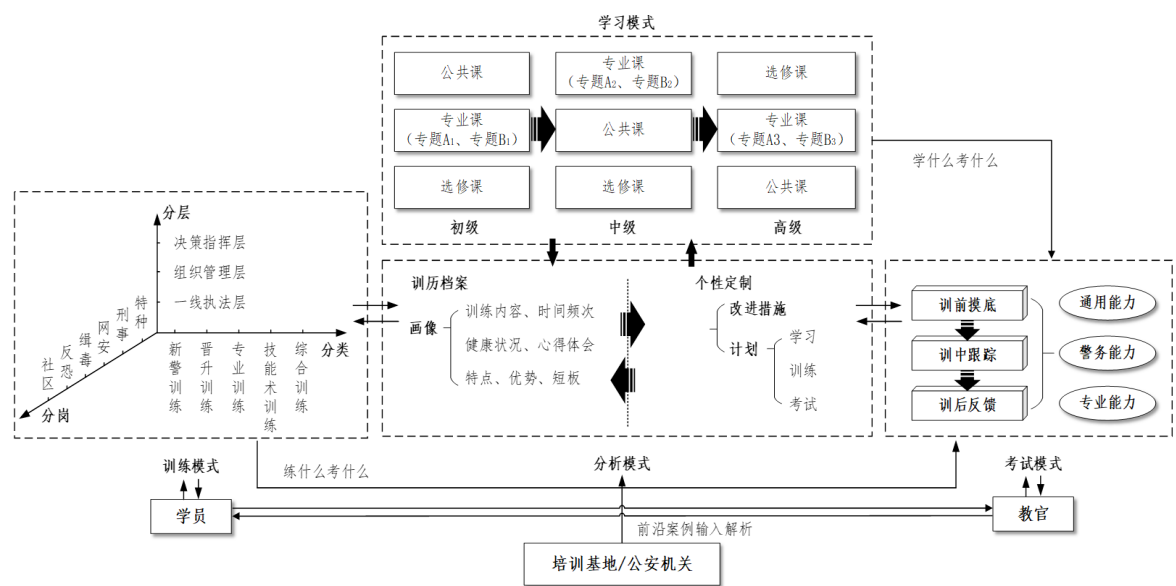 学习模式
公共课
专业课
（专题A₂、专题B₂）
选修课
专业课
（专题A₁、专题B₁）
公共课
专业课
（专题A3、专题B₃）
选修课
选修课
公共课
初级
中级
高级
学什么考什么
分层
决策指挥层
组织管理层
一线执法层
特种
刑事
网安
缉毒
反恐
社区
分岗
分类
新警训练
晋升训练
专业训练
技能术训练
综合训练
训历档案
画像
训练内容、时间频次
健康状况、心得体会
特点、优势、短板
个性定制
改进措施
计划
学习
训练
考试
训前摸底
训中跟踪
训后反馈
通用能力
警务能力
专业能力
训练模式
练什么考什么
分析模式
考试模式
学员
教官
前沿案例输入解析
培训基地/公安机关